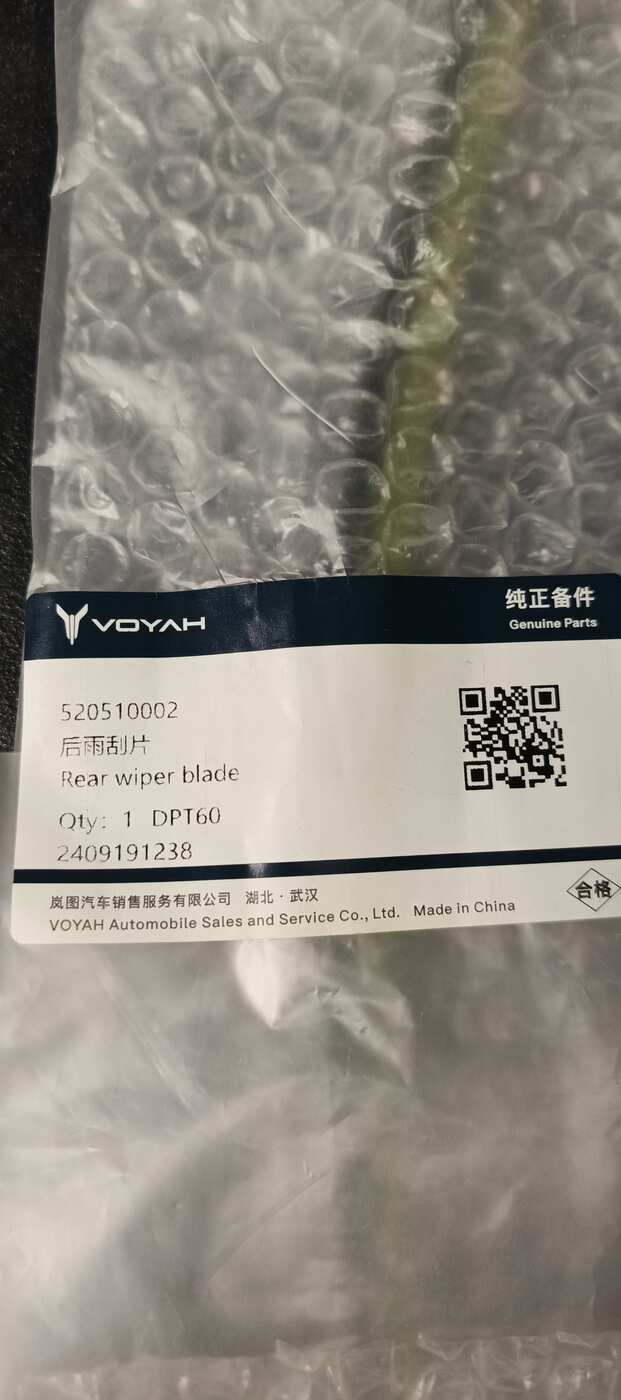 VOYAH
纯正备件
Genuine Parts
520510002
后雨刮片
Rear wiper blade
Qty: 1 DPT60
2409191238
岚图汽车销售服务有限公司 湖北·武汉
VOYAH Automobile Sales and Service Co., Ltd. Made in China
合格